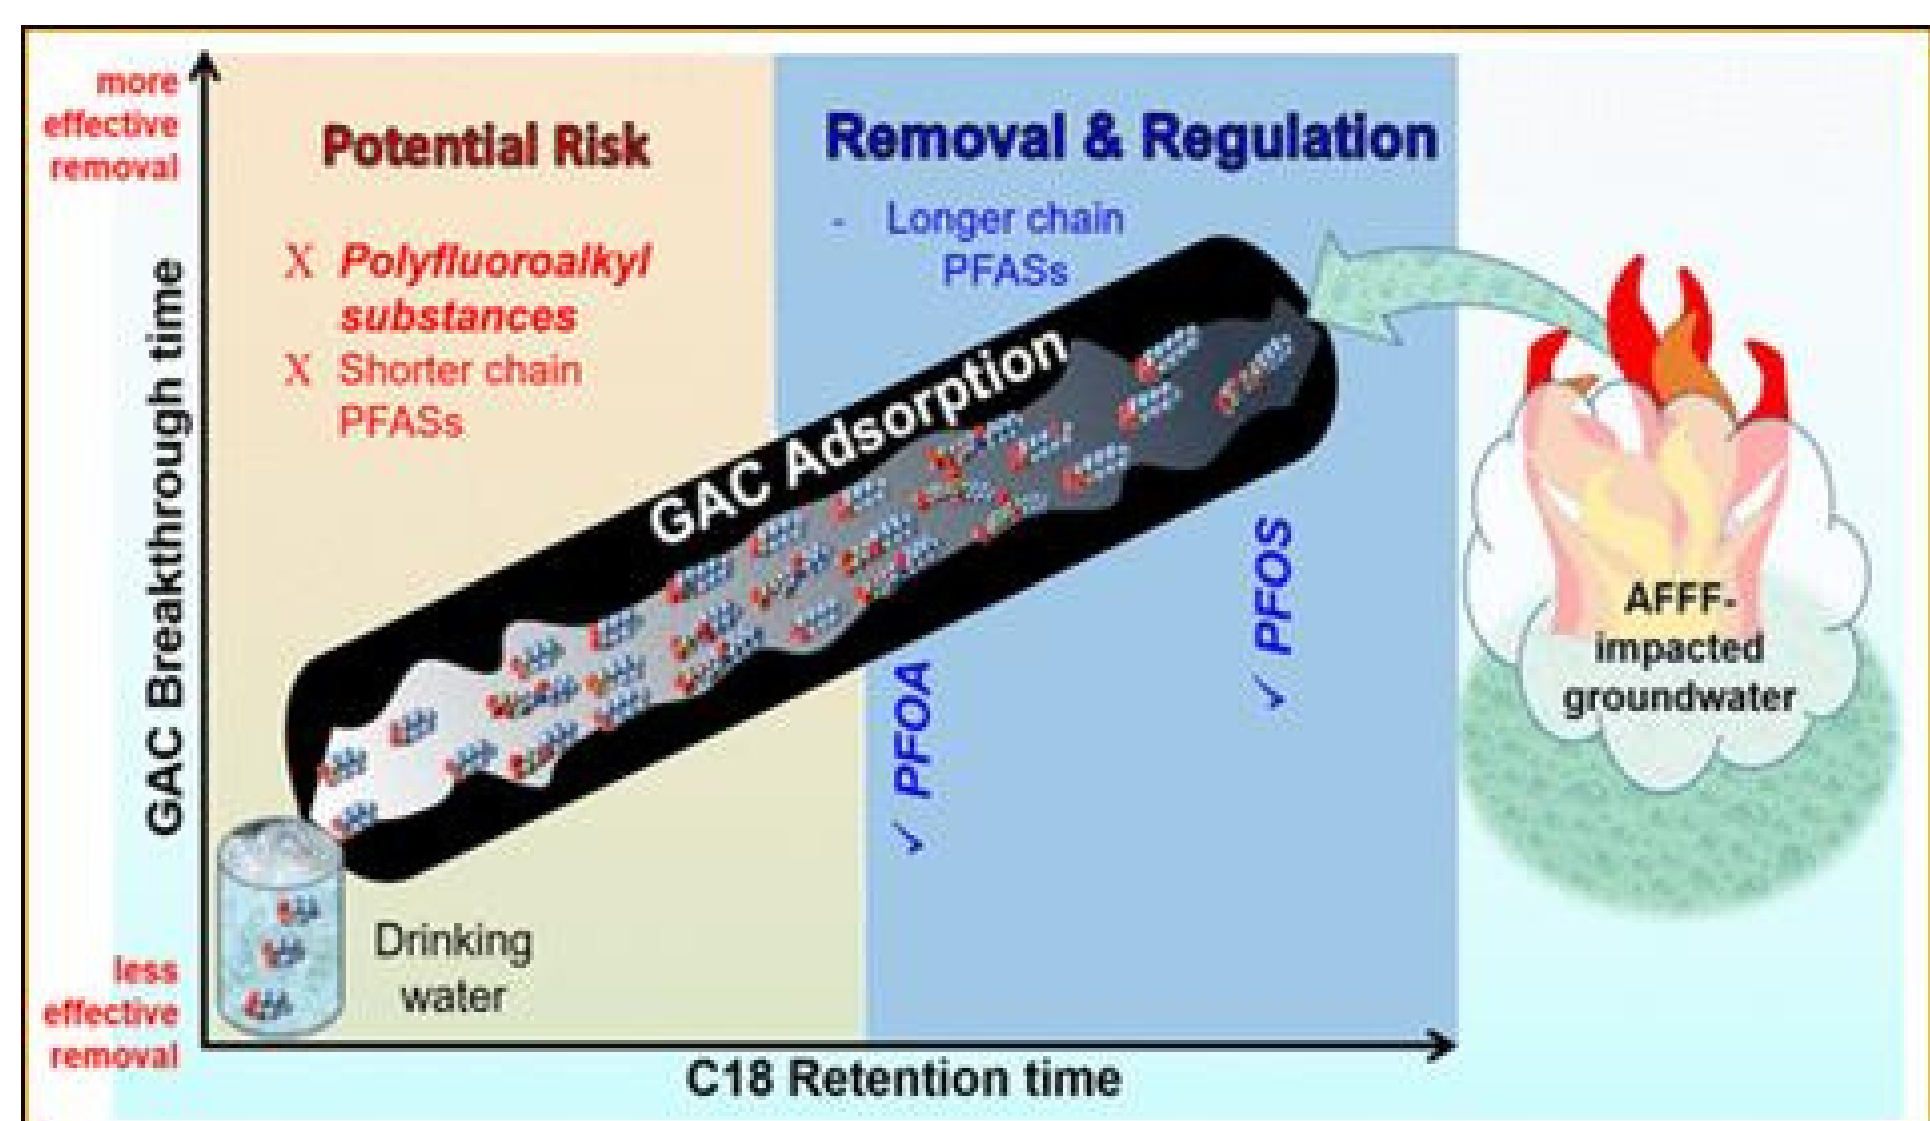 more
effective
removal
Potential Risk
X Polyfluoroalkyl
substances
X Shorter chain
PFASs
Removal & Regulation
- Longer chain
PFASs
GAC Adsorption
GAC Breakthrough time
✓ PFOA
✓ PFOS
AFFF-
impacted
groundwater
Drinking
water
less
effective
removal
C18 Retention time